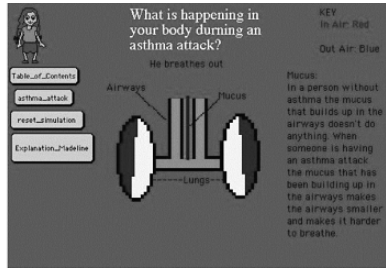 What is happening in
your body durning an
asthma attack?
KEY
In Air: Red
Out Air: Blue
He breathes out
Table_of_Contents
asthma_attack
reset_simulation
Explanation_Madeline
Airways
Mucus
Lungs
Mucus:
In a person without
asthma the mucus
that builds up in the
airways doesn't do
anything. When
someone is having
an asthma attack
the mucus that has
been building up in
the airways makes
the airways smaller
and makes it harder
to breathe.